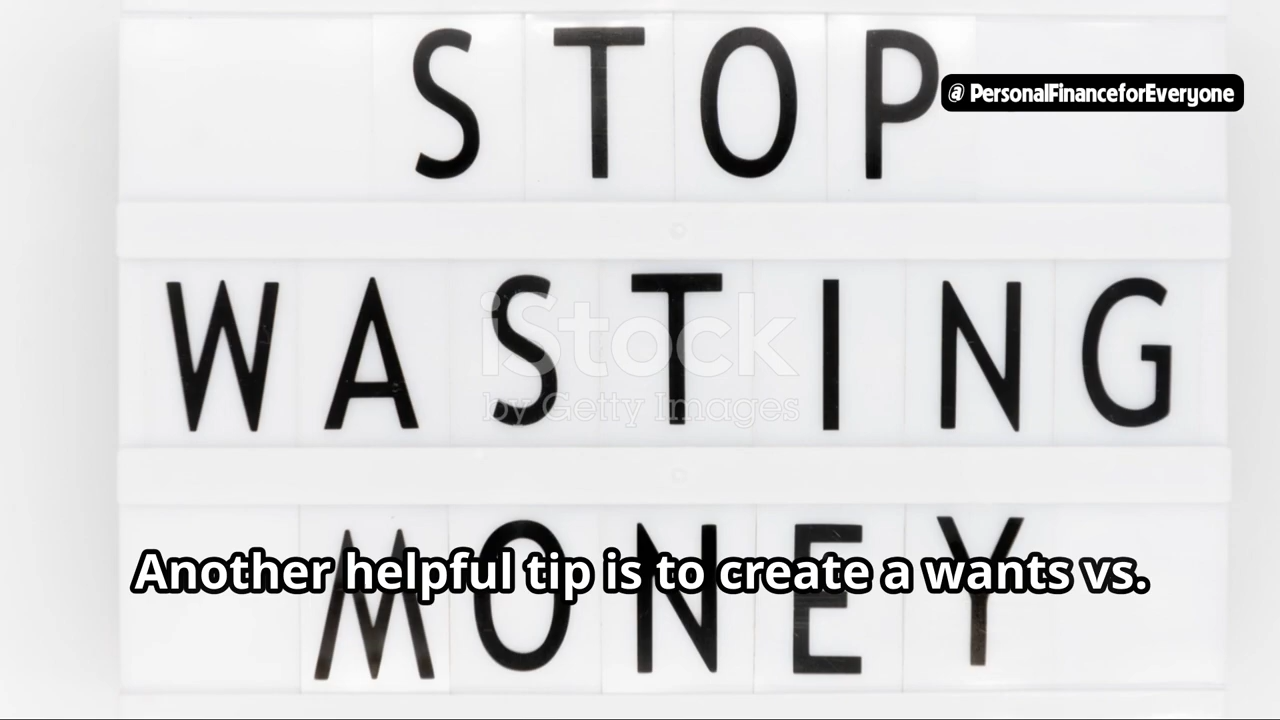 STOP
@ PersonalFinanceforEveryone
WASTING
iStock
by Getty Images
MONEY
Another helpful tip is to create a wants vs.